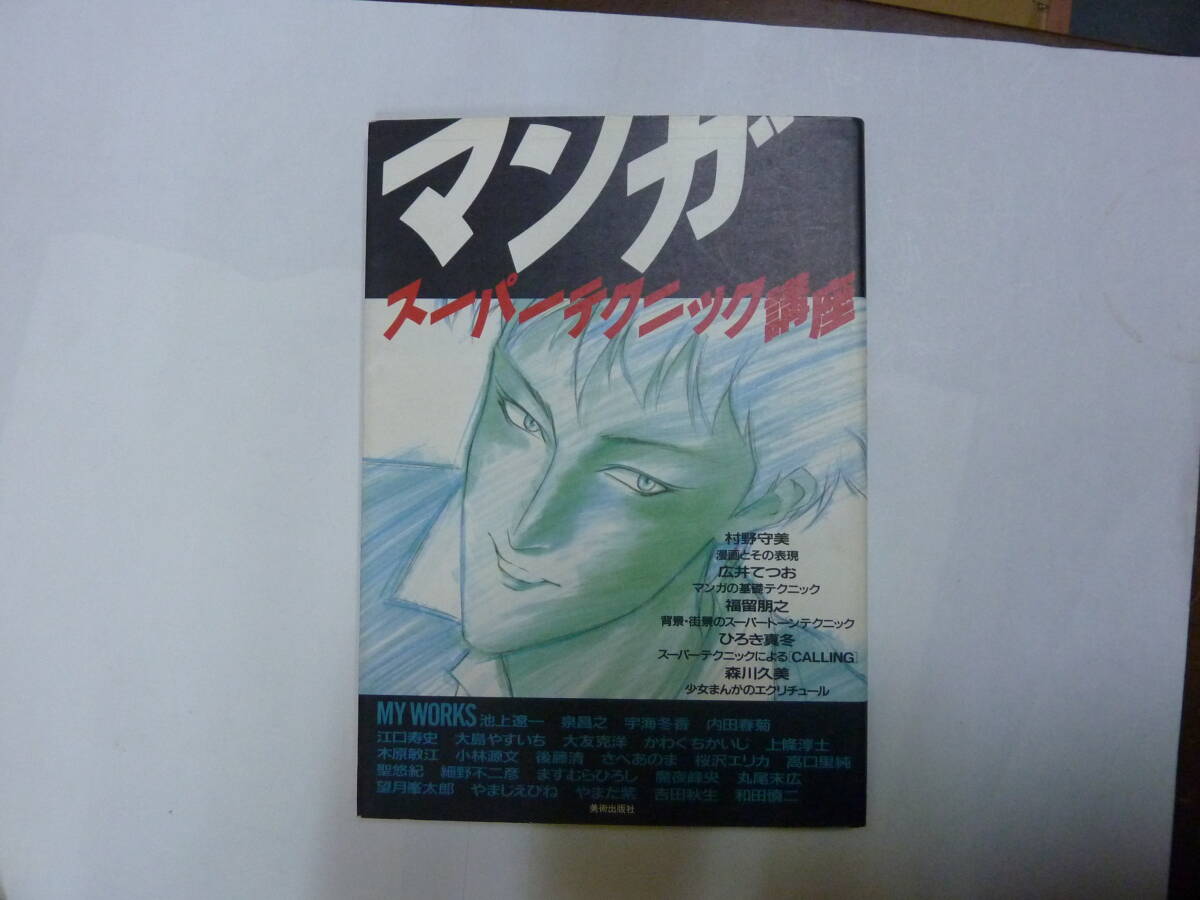 マンガ
スーパーテクニック講座
村野守美
漫画とその表現
広井てつお
マンガの基礎テクニック
福留朋之
背景・街景のスーパートーンテクニック
ひろき真冬
スーパーテクニックによる[CALLING]
森川久美
少女まんがのエクリチュール
MY WORKS 池上遼一 泉昌之 宇海冬香 内田春菊
江口寿史 大島やすいち 大友克洋 かわぐちかいじ 上條淳士
木原敏江 小林源文 後藤清 さべあのま 桜沢エリカ 高口里純
聖悠紀 細野不二彦 ますむらひろし 魔夜峰央 丸尾末広
望月峯太郎 やまじえびね やまだ紫 吉田秋生 和田慎二
美術出版社